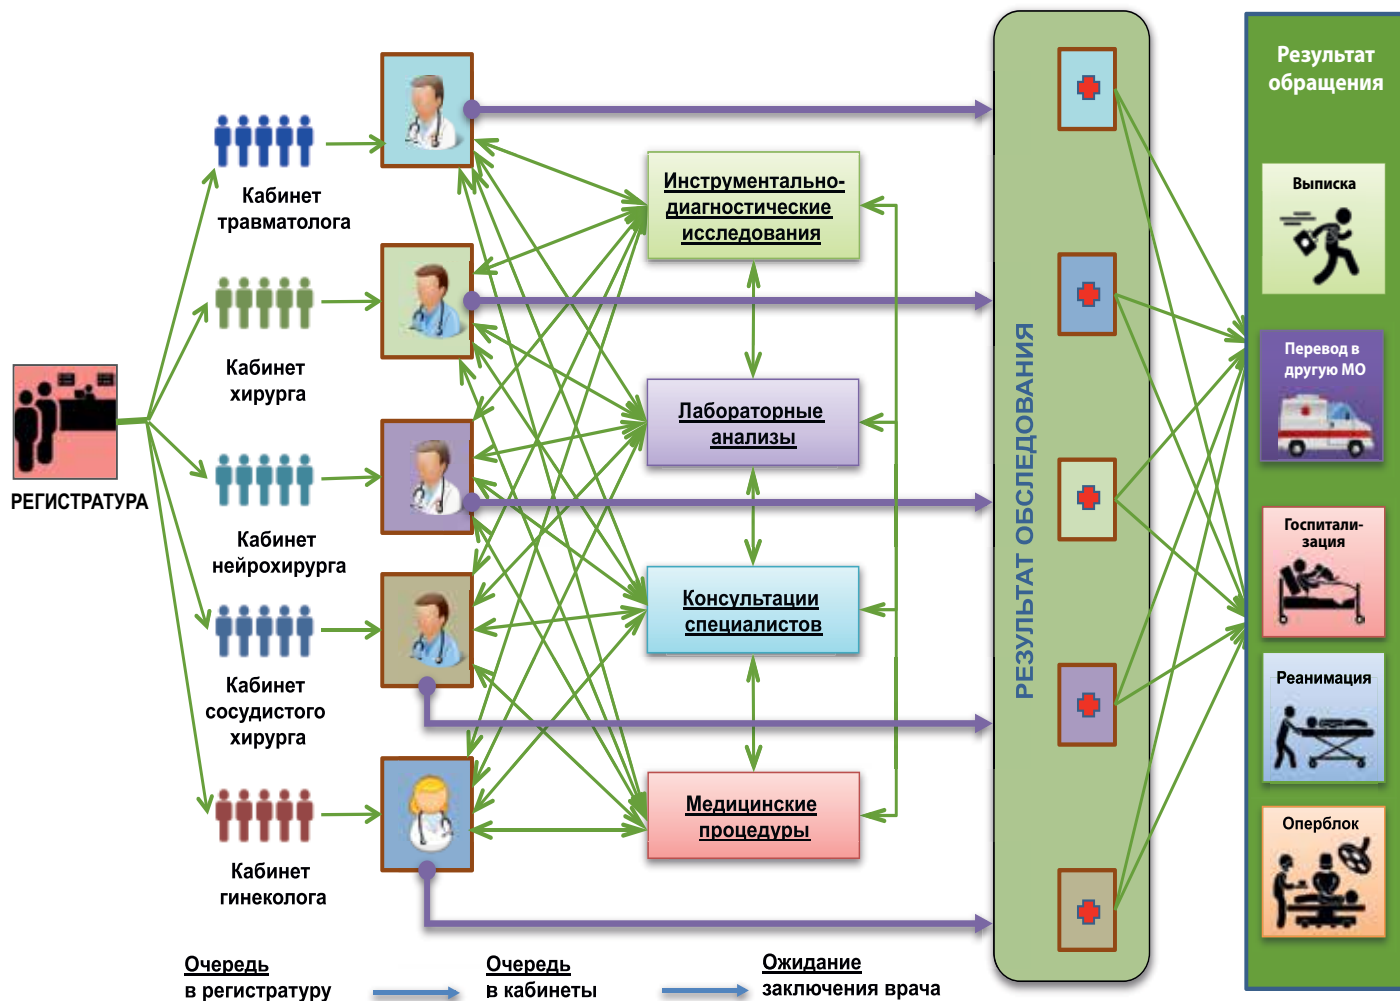 РЕГИСТРАТУРА
Кабинет
травматолога
Кабинет
хирурга
Кабинет
нейрохирурга
Кабинет
сосудистого
хирурга
Кабинет
гинеколога
Инструментально-
диагностические
исследования
Лабораторные
анализы
Консультации
специалистов
Медицинские
процедуры
РЕЗУЛЬТАТ ОБСЛЕДОВАНИЯ
Результат
обращения
Выписка
Перевод в
другую МО
Госпитали-
зация
Реанимация
Оперблок
Очередь
в регистратуру
Очередь
в кабинеты
Ожидание
заключения врача